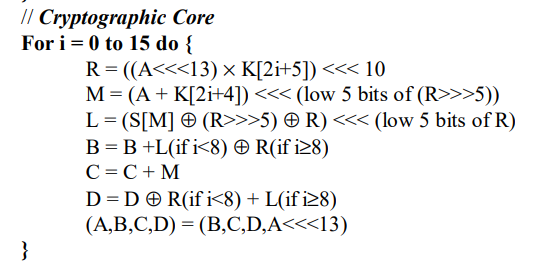 // Cryptographic Core
For i = 0 to 15 do {
R = ((A<<<13) × K[2i+5]) <<< 10
M = (A + K[2i+4]) <<< (low 5 bits of (R>>>5))
L = (S[M] ⊕ (R>>>5) ⊕ R) <<< (low 5 bits of R)
B = B +L(if i<8) ⊕ R(if i≥8)
C = C + M
D = D ⊕ R(if i<8) + L(if i≥8)
(A,B,C,D) = (B,C,D,A<<<13)
}